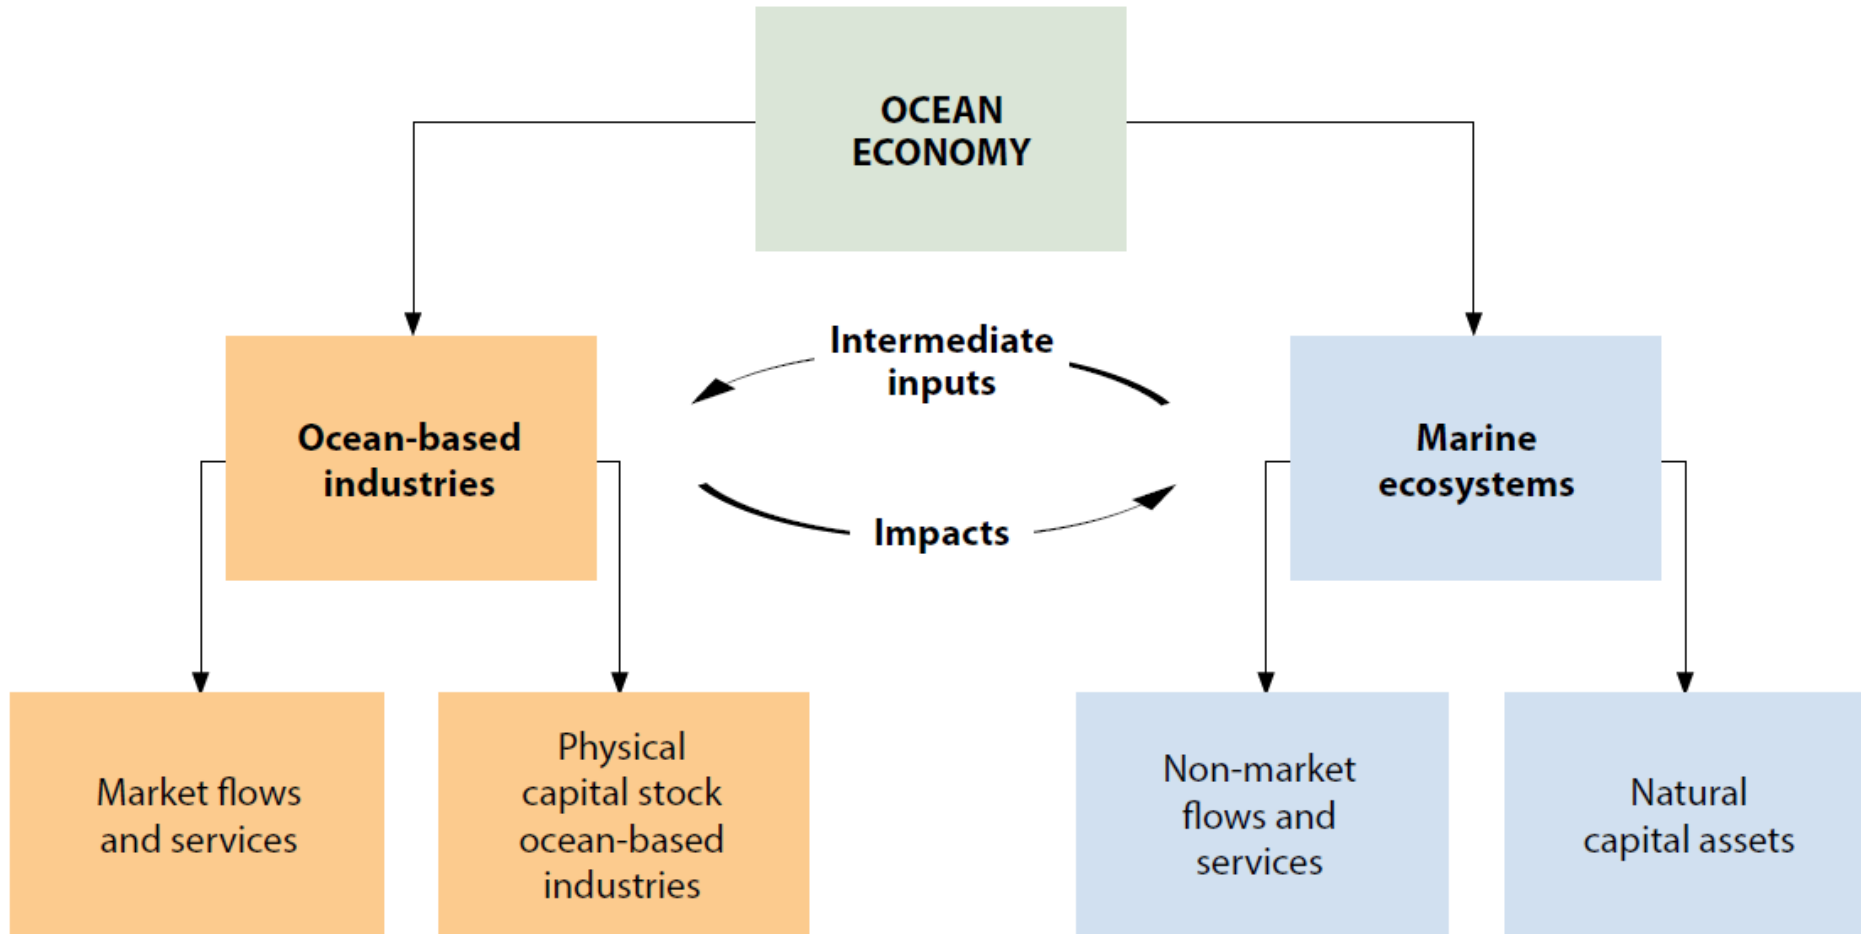 OCEAN
ECONOMY
Intermediate
inputs
Ocean-based
industries
Marine
ecosystems
Impacts
Market flows
and services
Physical
capital stock
ocean-based
industries
Non-market
flows and
services
Natural
capital assets